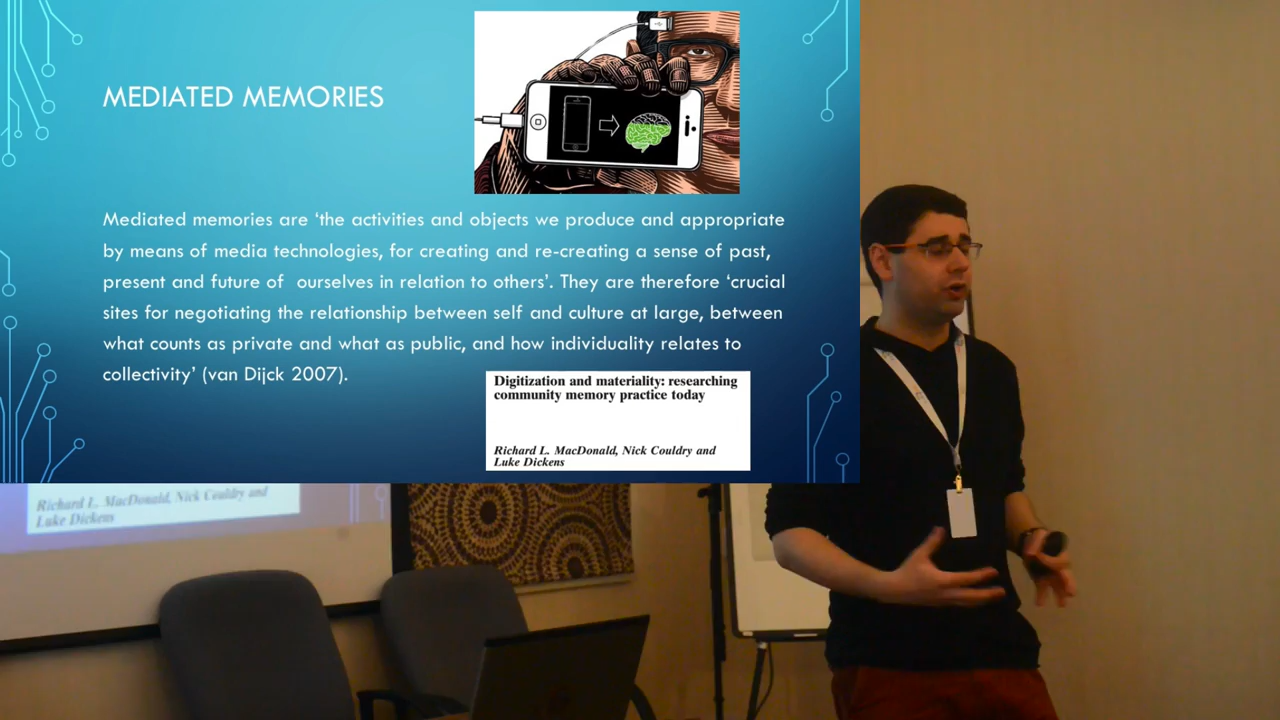 MEDIATED MEMORIES
Mediated memories are ‘the activities and objects we produce and appropriate
by means of media technologies, for creating and re-creating a sense of past,
present and future of  ourselves in relation to others’. They are therefore ‘crucial
sites for negotiating the relationship between self and culture at large, between
what counts as private and what as public, and how individuality relates to
collectivity’ (van Dijck 2007).
Digitization and materiality: researching
community memory practice today
Richard L. MacDonald, Nick Couldry and
Luke Dickens
Richard L. MacDonald, Nick Couldry and
Luke Dickens